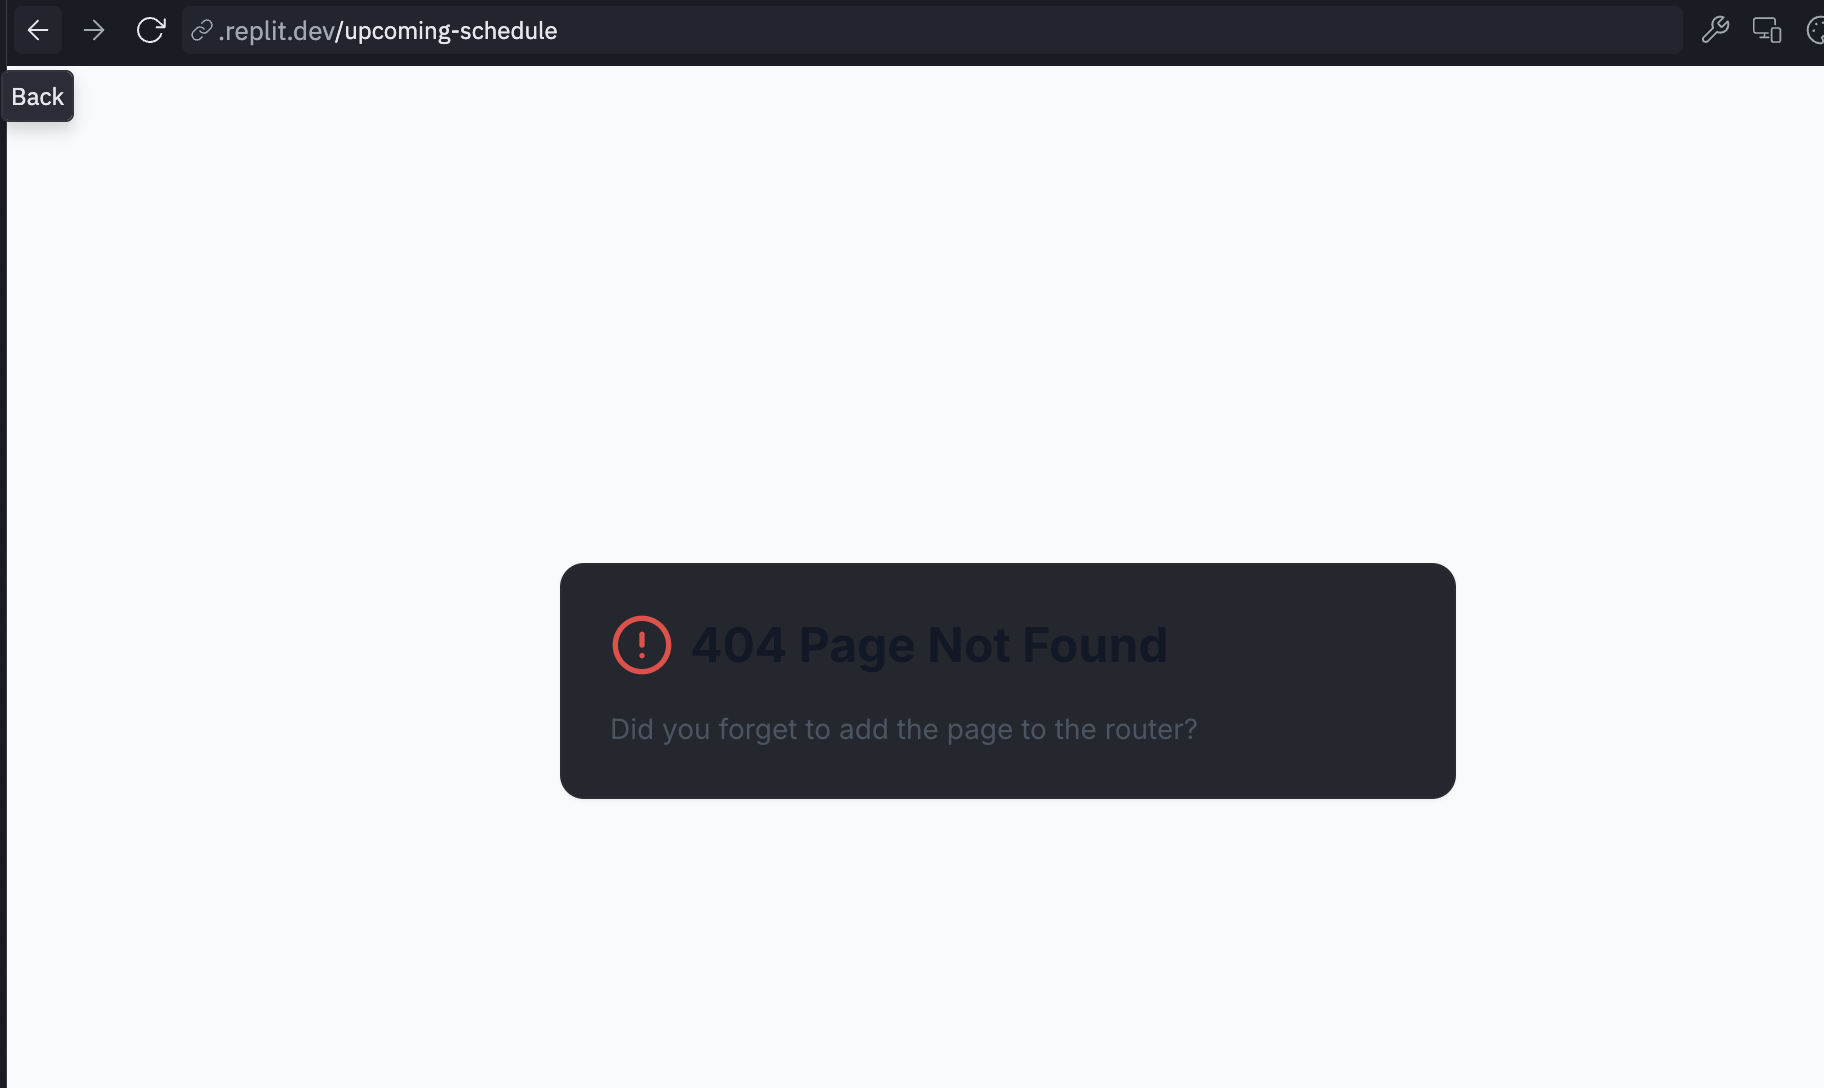 .replit.dev/upcoming-schedule
Back
404 Page Not Found
Did you forget to add the page to the router?